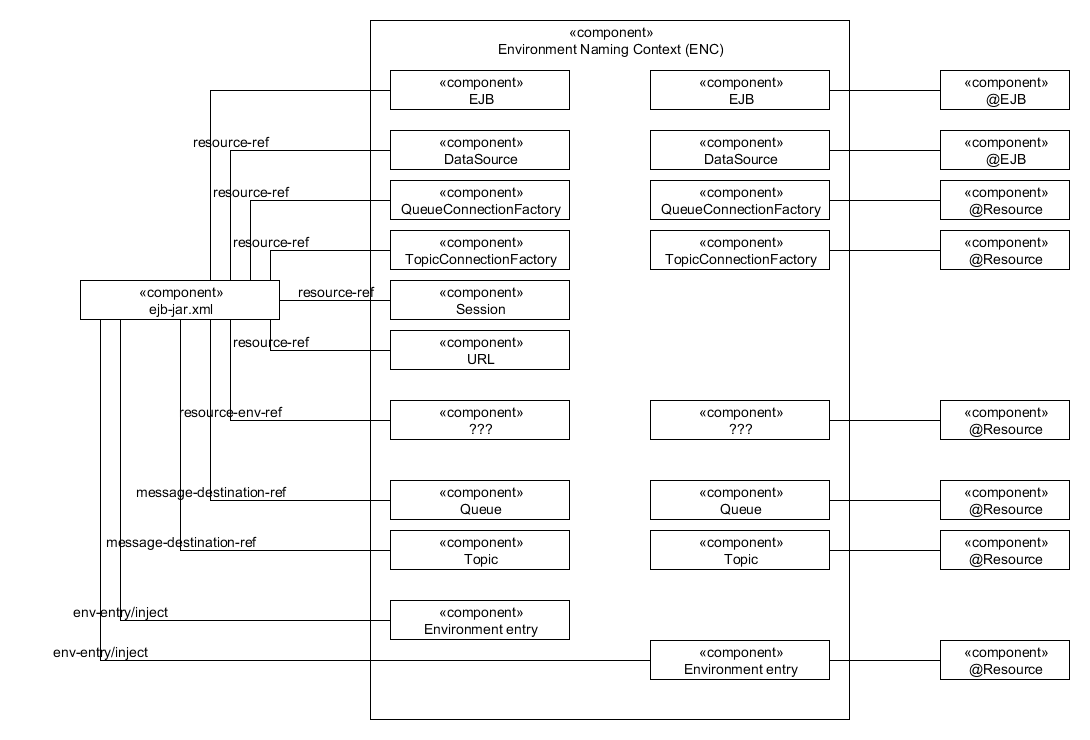 «component»
Environment Naming Context (ENC)
«component»
EJB
«component»
EJB
«component»
@EJB
resource-ref
«component»
DataSource
«component»
DataSource
«component»
@EJB
resource-ref
«component»
QueueConnectionFactory
«component»
QueueConnectionFactory
«component»
@Resource
resource-ref
«component»
TopicConnectionFactory
«component»
TopicConnectionFactory
«component»
@Resource
«component»
ejb-jar.xml
resource-ref
«component»
Session
resource-ref
«component»
URL
resource-env-ref
«component»
???
«component»
???
«component»
@Resource
message-destination-ref
«component»
Queue
«component»
Queue
«component»
@Resource
message-destination-ref
«component»
Topic
«component»
Topic
«component»
@Resource
env-entry/inject
«component»
Environment entry
env-entry/inject
«component»
Environment entry
«component»
@Resource